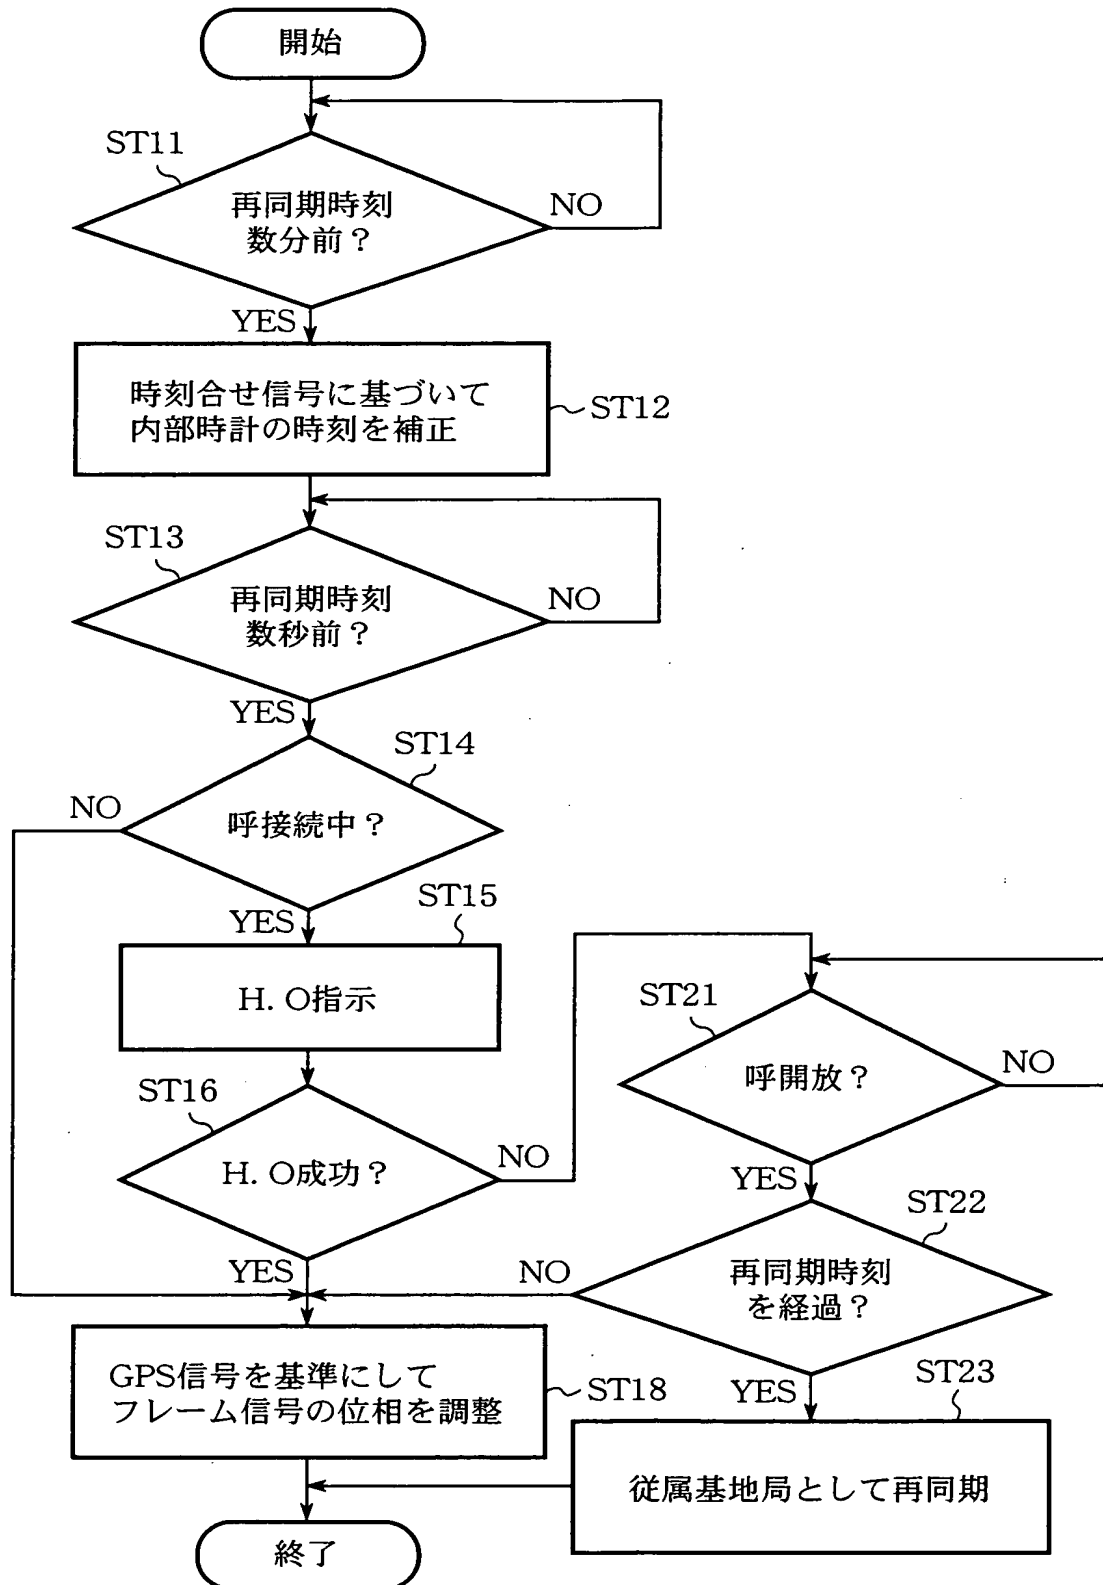 開始
ST11
再同期時刻
数分前？
NO
YES
時刻合せ信号に基づいて
内部時計の時刻を補正
ST12
ST13
再同期時刻
数秒前？
NO
YES
ST14
NO
呼接続中？
YES
ST15
H. O指示
ST16
H. O成功？
NO
YES
ST21
呼開放？
NO
YES
ST22
再同期時刻
を経過？
NO
YES
GPS信号を基準にして
フレーム信号の位相を調整
ST18
ST23
従属基地局として再同期
終了